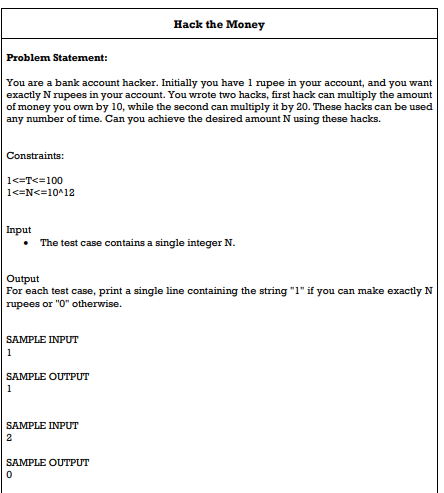 Hack the Money
Problem Statement:
You are a bank account hacker. Initially you have 1 rupee in your account, and you want
exactly N rupees in your account. You wrote two hacks, first hack can multiply the amount
of money you own by 10, while the second can multiply it by 20. These hacks can be used
any number of time. Can you achieve the desired amount N using these hacks.
Constraints:
1<=T<=100
1<=N<=10^12
Input
• The test case contains a single integer N.
Output
For each test case, print a single line containing the string "1" if you can make exactly N
rupees or "0" otherwise.
SAMPLE INPUT
1
SAMPLE OUTPUT
1
SAMPLE INPUT
2
SAMPLE OUTPUT
0